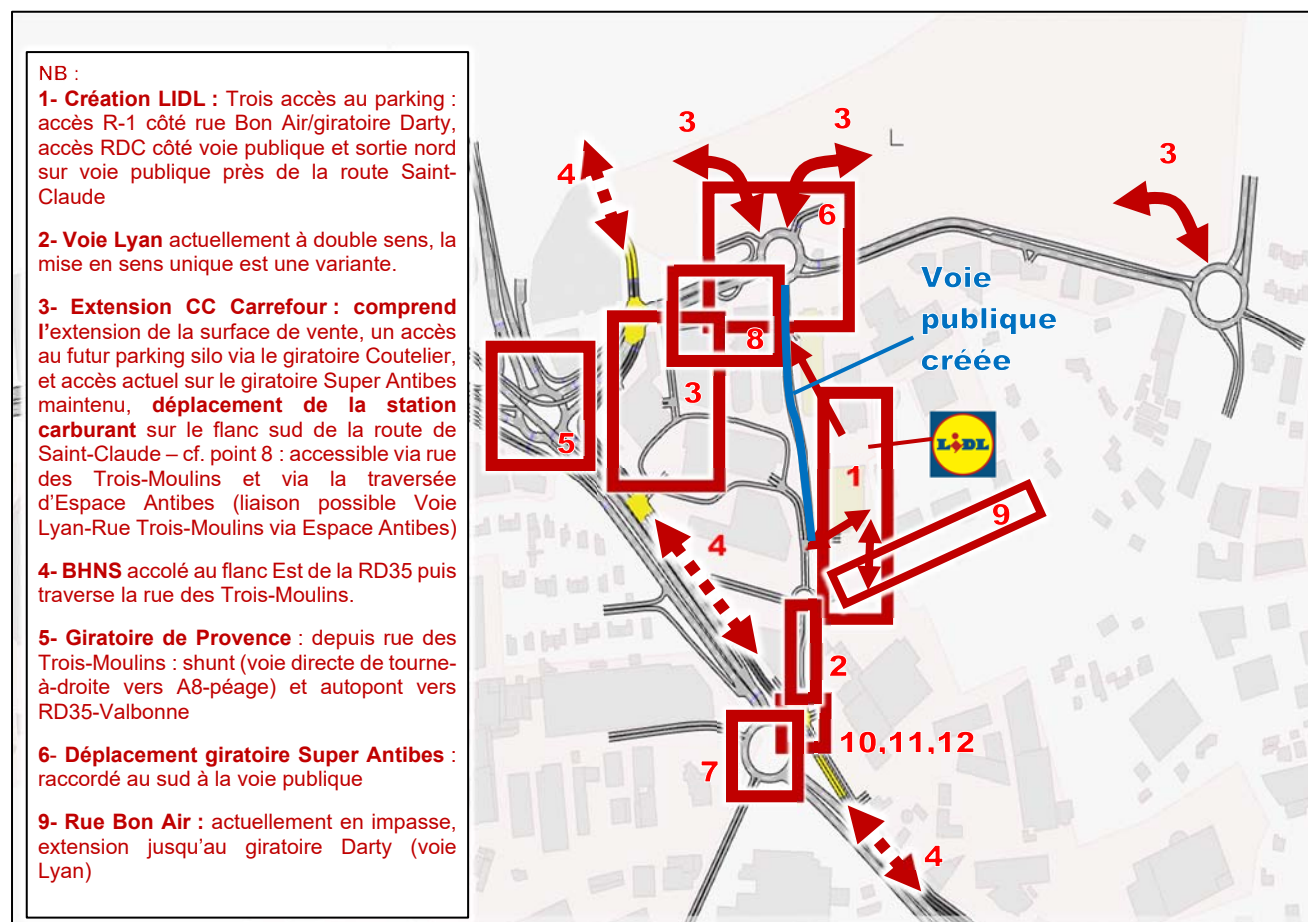 NB :
1- Création LIDL : Trois accès au parking :
accès R-1 côté rue Bon Air/giratoire Darty,
accès RDC côté voie publique et sortie nord
sur voie publique près de la route Saint-
Claude
2- Voie Lyan actuellement à double sens, la
mise en sens unique est une variante.
3- Extension CC Carrefour : comprend
l'extension de la surface de vente, un accès
au futur parking silo via le giratoire Coutelier,
et accès actuel sur le giratoire Super Antibes
maintenu, déplacement de la station
carburant sur le flanc sud de la route de
Saint-Claude – cf. point 8 : accessible via rue
des Trois-Moulins et via la traversée
d'Espace Antibes (liaison possible Voie
Lyan-Rue Trois-Moulins via Espace Antibes)
4- BHNS accolé au flanc Est de la RD35 puis
traverse la rue des Trois-Moulins.
5- Giratoire de Provence : depuis rue des
Trois-Moulins : shunt (voie directe de tourne-
à-droite vers A8-péage) et autopont vers
RD35-Valbonne
6- Déplacement giratoire Super Antibes :
raccordé au sud à la voie publique
9- Rue Bon Air : actuellement en impasse,
extension jusqu'au giratoire Darty (voie
Lyan)
3
3
3
4
6
Voie
publique
créée
8
3
5
LIDL
1
9
4
2
10,11,12
7
4